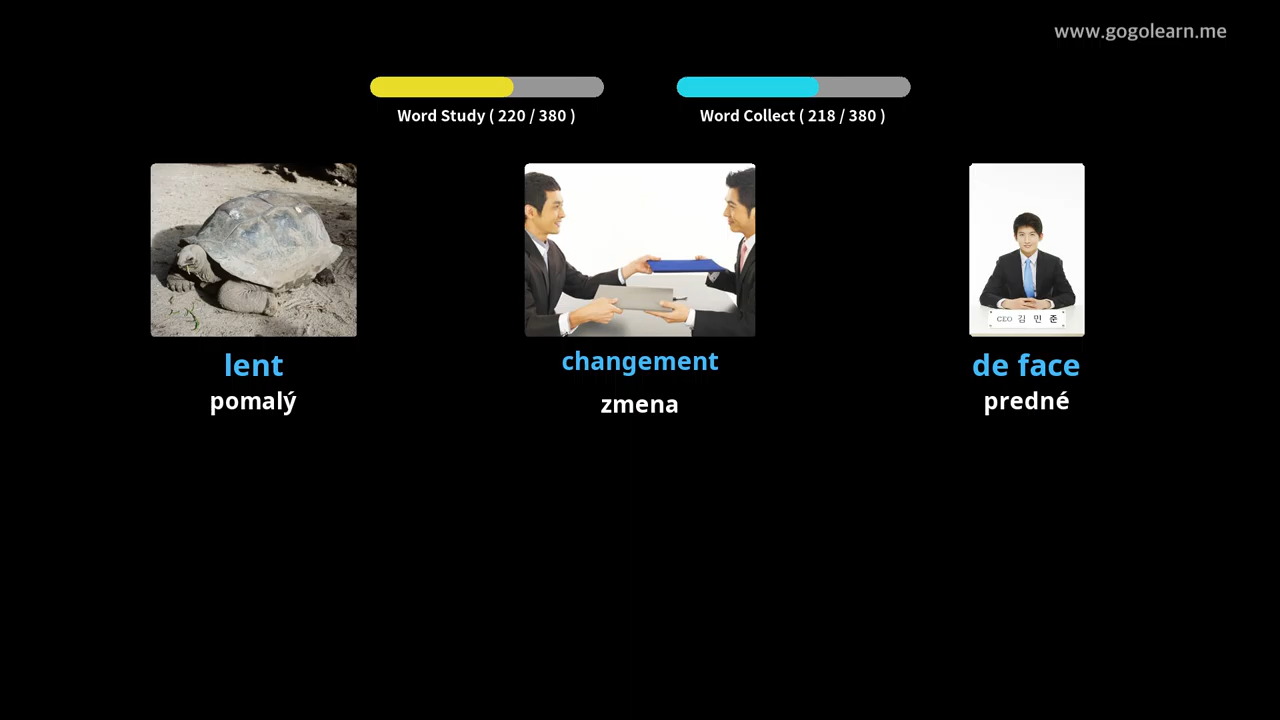 www.gogolearn.me
Word Study ( 220 / 380 )
Word Collect ( 218 / 380 )
CEO 김 민 준
lent
changement
de face
pomalý
zmena
predné